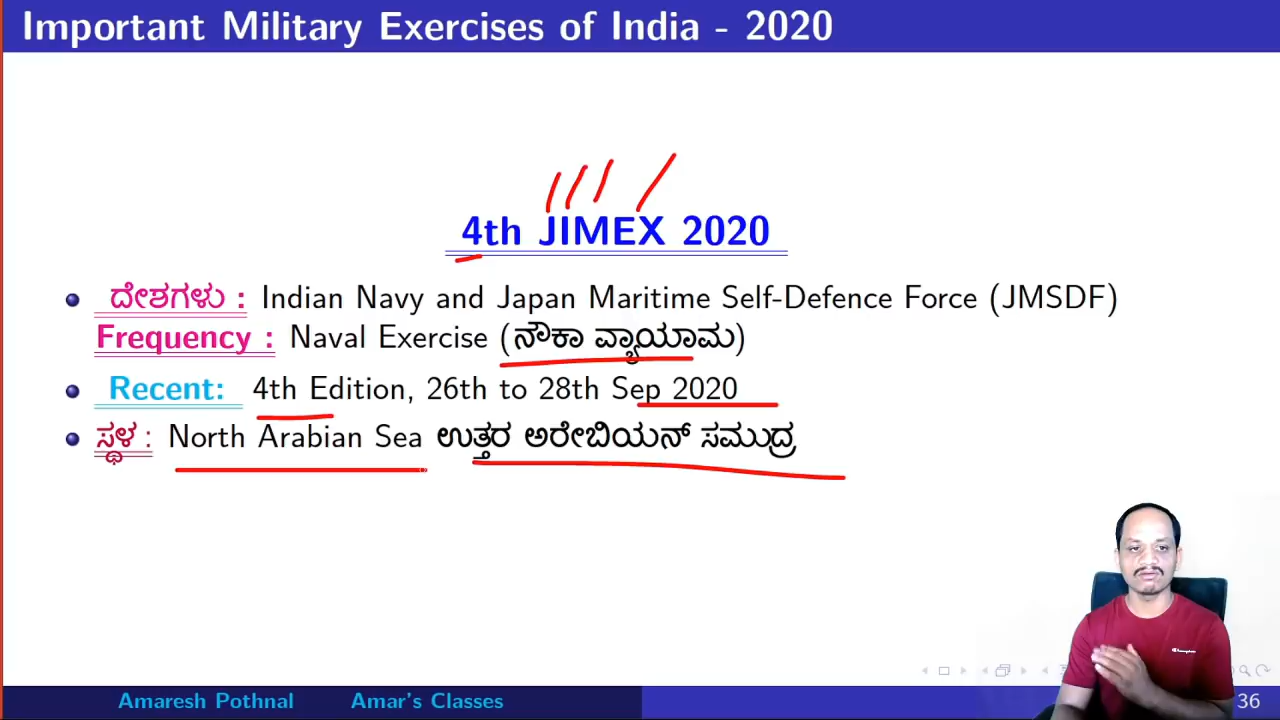 Important Military Exercises of India - 2020
4th JIMEX 2020
ದೇಶಗಳು : Indian Navy and Japan Maritime Self-Defence Force (JMSDF)
Frequency : Naval Exercise (ನೌಕಾ ವ್ಯಾಯಾಮ)
Recent: 4th Edition, 26th to 28th Sep 2020
ಸ್ಥಳ : North Arabian Sea ಉತ್ತರ ಅರೇಬಿಯನ್ ಸಮುದ್ರ
Champion
Amaresh Pothnal Amar's Classes 36